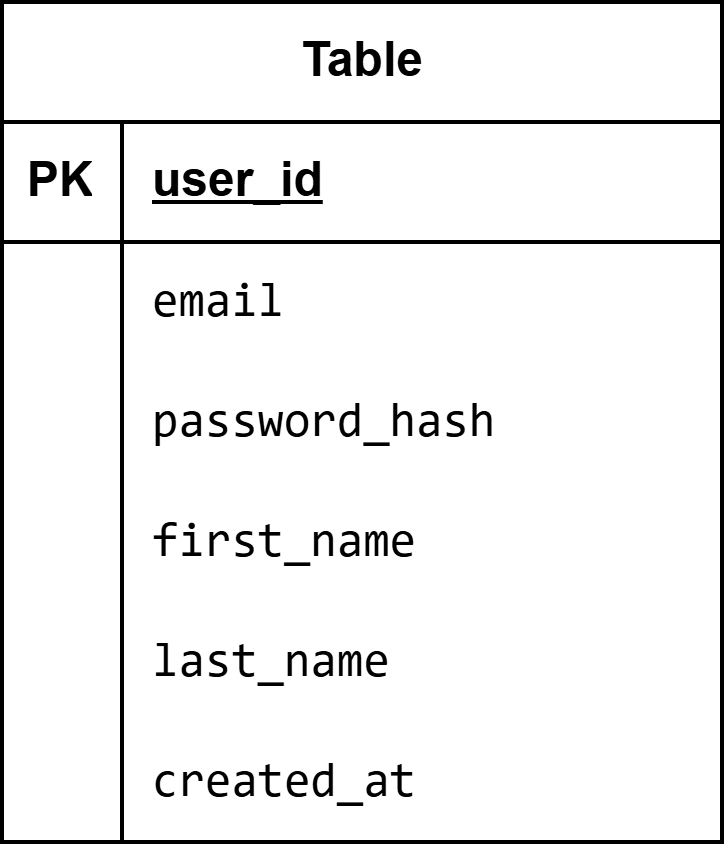 Table
PK user_id
email
password_hash
first_name
last_name
created_at